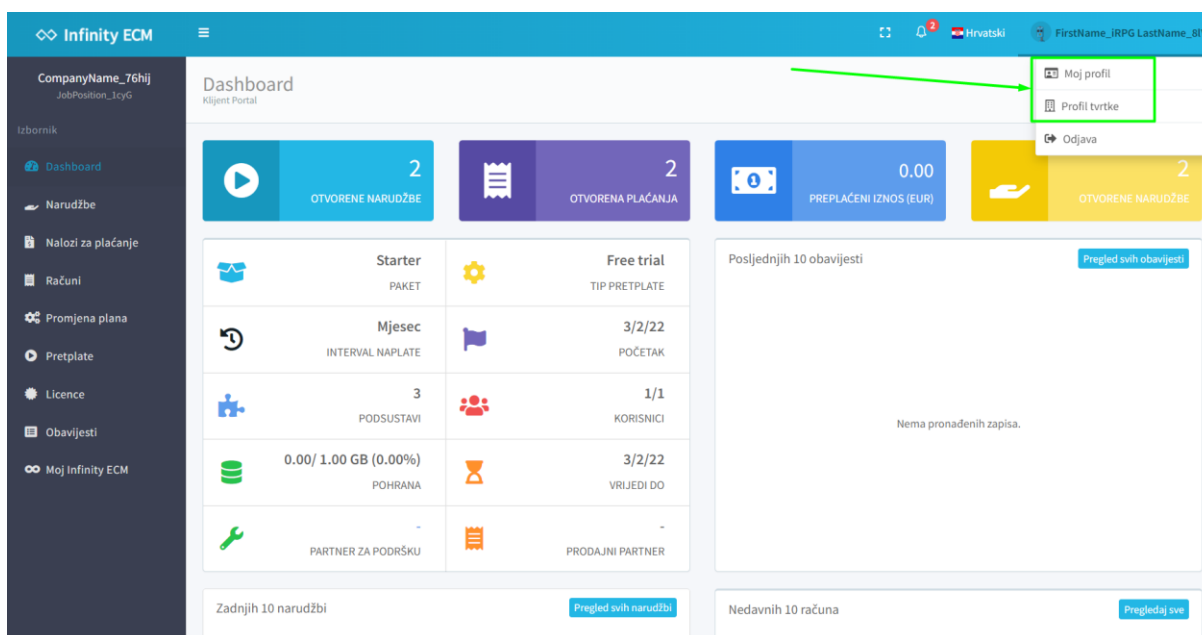 Infinity ECM
2
Hrvatski
FirstName_iRPG LastName_8l
CompanyName_76hij
JobPosition_1cyG
Izbornik
Dashboard
Narudžbe
Nalozi za plaćanje
Računi
Promjena plana
Pretplate
Licence
Obavijesti
Moj Infinity ECM
Dashboard
Klijent Portal
Moj profil
Profil tvrtke
Odjava
2
OTVORENE NARUDŽBE
2
OTVORENA PLAĆANJA
0.00
PREPLAĆENI IZNOS (EUR)
2
OTVORENE NARUDŽBE
Starter
PAKET
Free trial
TIP PRETPLATE
Mjesec
INTERVAL NAPLATE
3/2/22
POČETAK
3
PODSUSTAVI
1/1
KORISNICI
0.00/ 1.00 GB (0.00%)
POHRANA
3/2/22
VRIJEDI DO
-
PARTNER ZA PODRŠKU
-
PRODAJNI PARTNER
Posljednjih 10 obavijesti
Pregled svih obavijesti
Nema pronađenih zapisa.
Zadnjih 10 narudžbi
Pregled svih narudžbi
Nedavnih 10 računa
Pregledaj sve